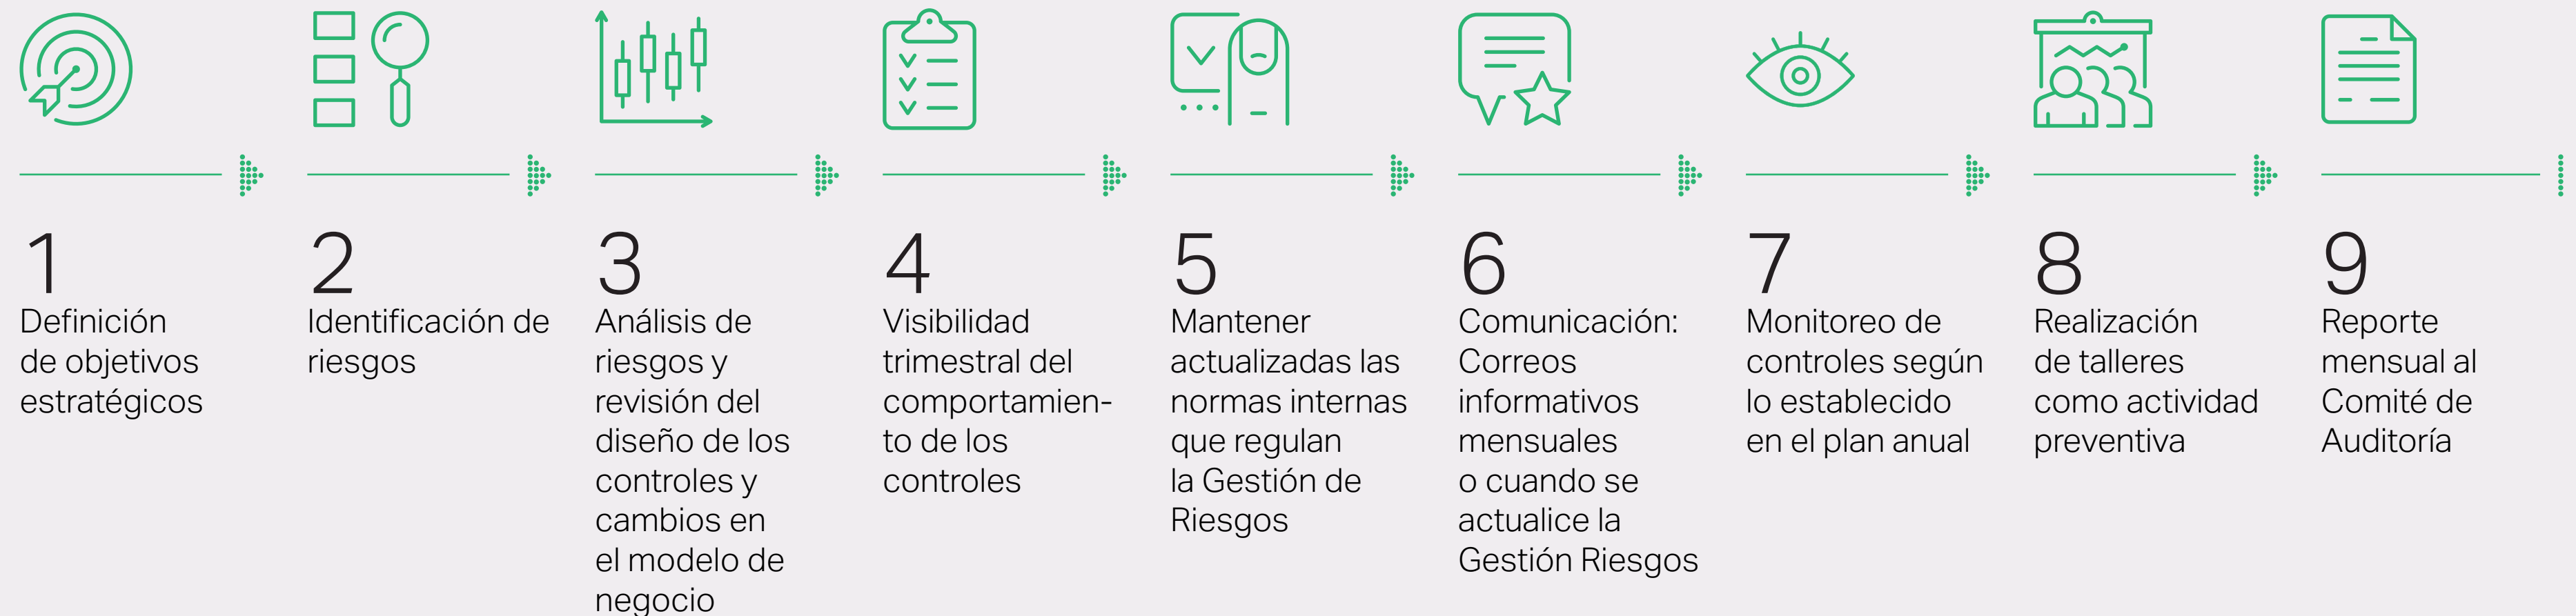 1
Definición
de objetivos
estratégicos
2
Identificación de
riesgos
3
Análisis de
riesgos y
revisión del
diseño de los
controles y
cambios en
el modelo de
negocio
4
Visibilidad
trimestral del
comportamien-
to de los
controles
5
Mantener
actualizadas las
normas internas
que regulan
la Gestión de
Riesgos
6
Comunicación:
Correos
informativos
mensuales
o cuando se
actualice la
Gestión Riesgos
7
Monitoreo de
controles según
lo establecido
en el plan anual
8
Realización
de talleres
como actividad
preventiva
9
Reporte
mensual al
Comité de
Auditoría